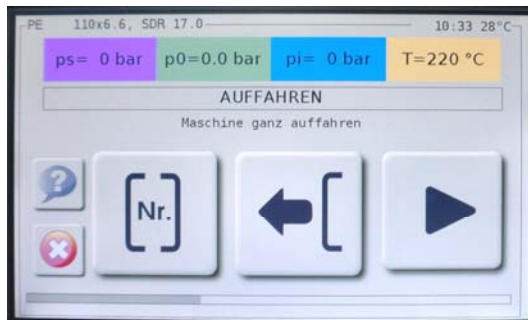 PE 110x6.6, SDR 17.0 10:33 28°C
ps= 0 bar p0=0.0 bar pi= 0 bar T=220 °C
AUFFAHREN
Maschine ganz auffahren
?
Nr.